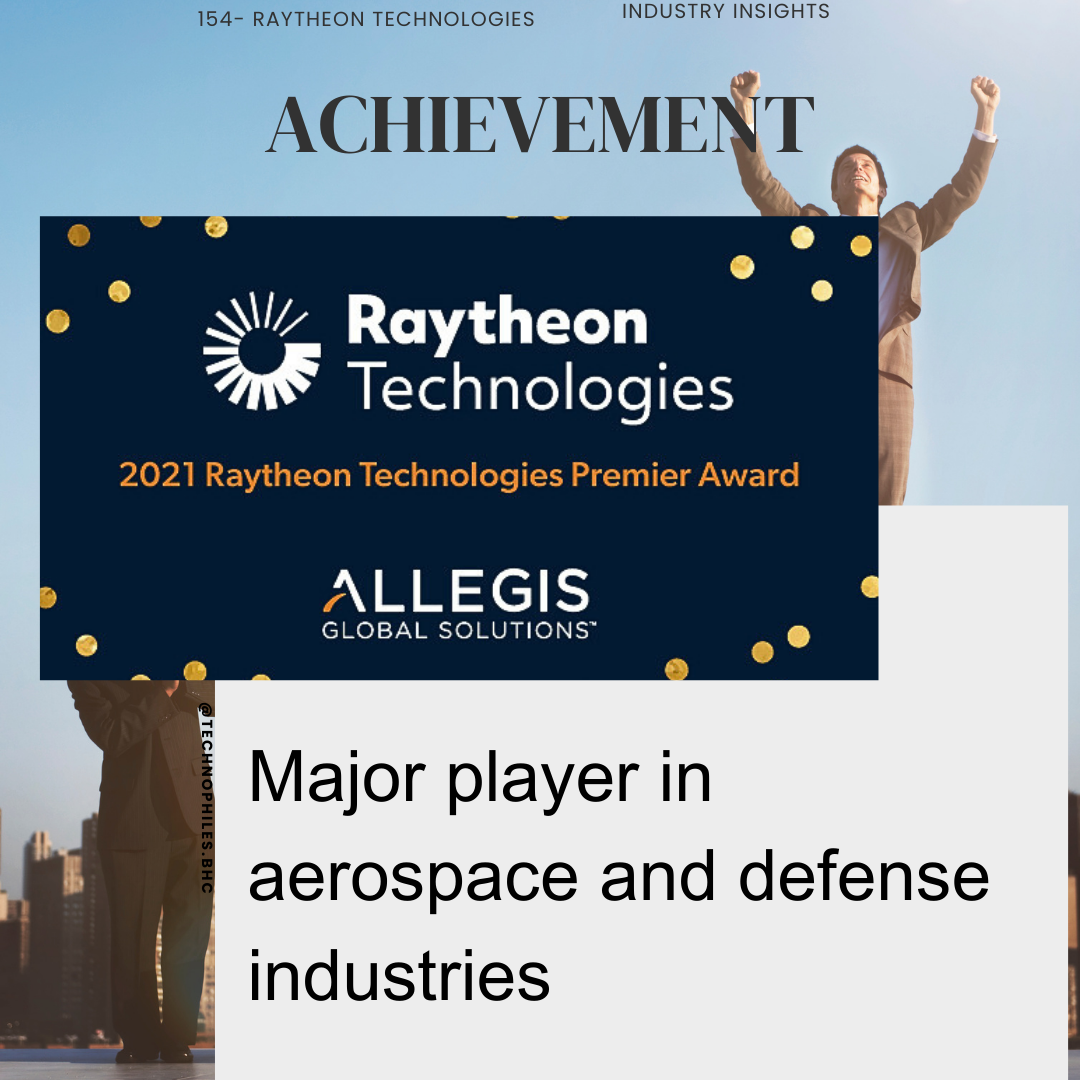 154- RAYTHEON TECHNOLOGIES
INDUSTRY INSIGHTS
ACHIEVEMENT
Raytheon
Technologies
2021 Raytheon Technologies Premier Award
ALLEGIS
GLOBAL SOLUTIONS™
@TECHNOPHILES.BHC
Major player in
aerospace and defense
industries